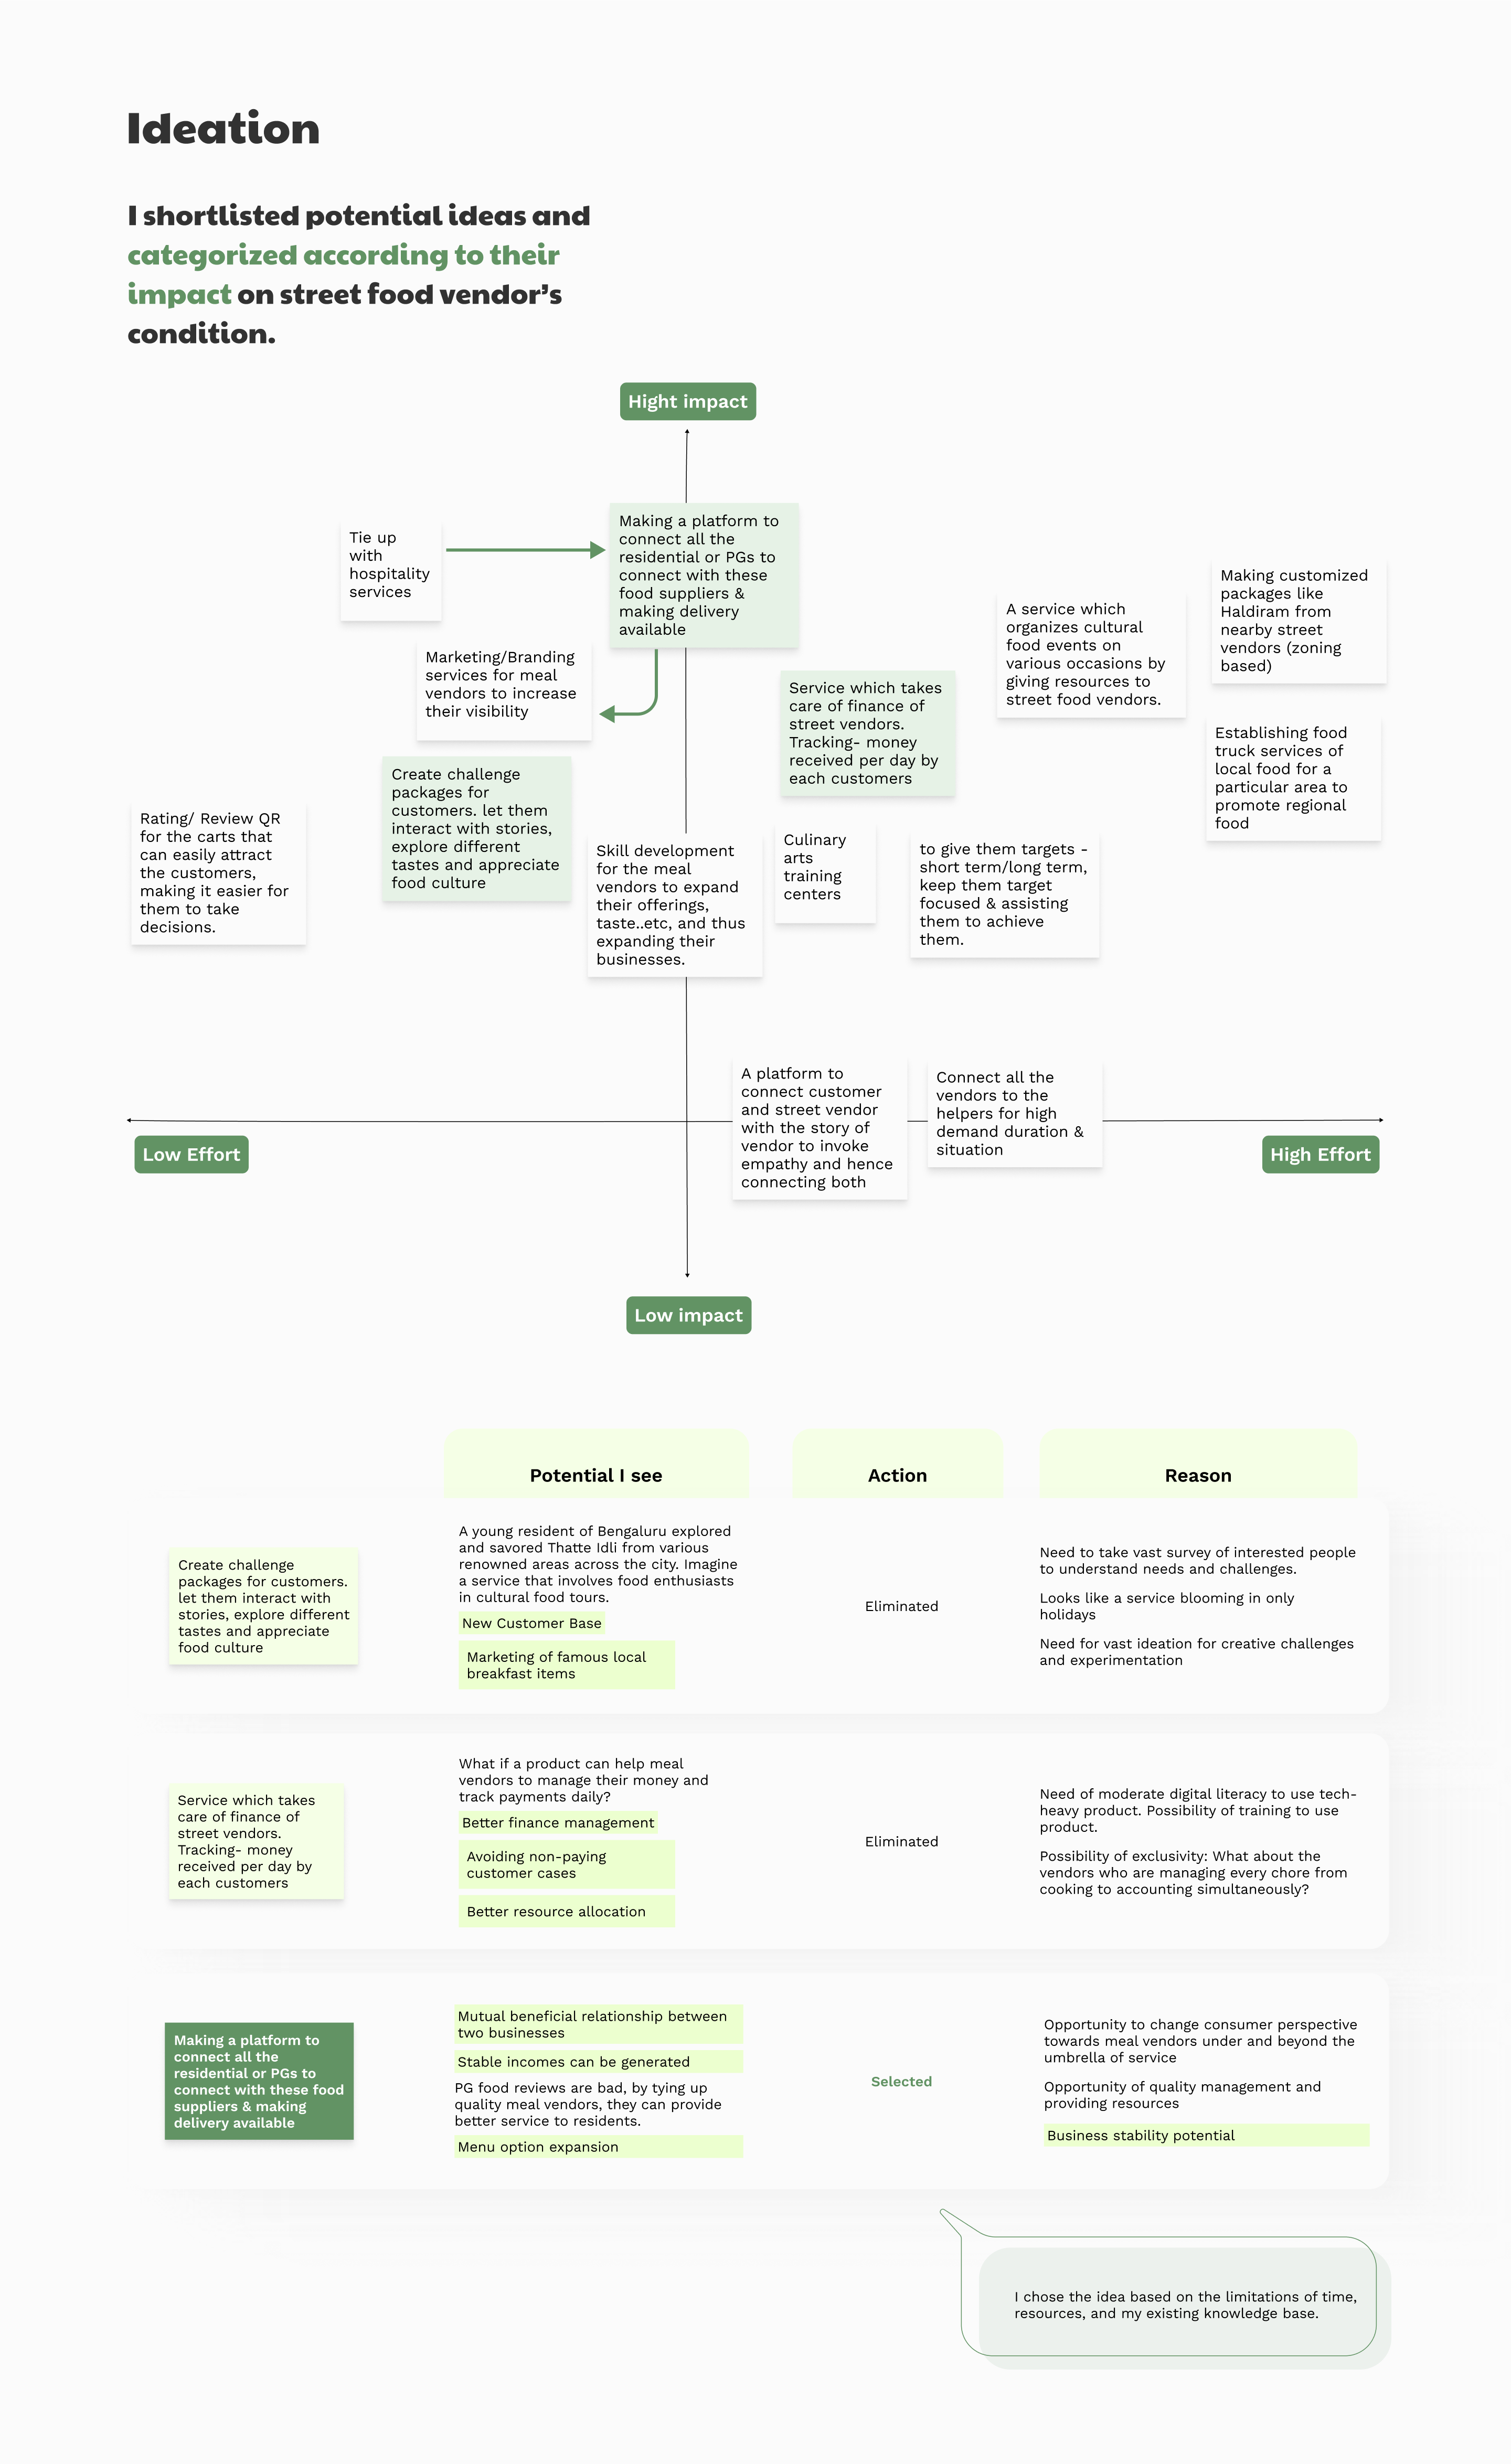 Ideation
I shortlisted potential ideas and
categorized according to their
impact on street food vendor's
condition.
Hight impact
Tie up
with
hospitality
services
Making a platform to
connect all the
residential or PGs to
connect with these
food suppliers &
making delivery
available
Marketing/Branding
services for meal
vendors to increase
their visibility
Service which takes
care of finance of
street vendors.
Tracking- money
received per day by
each customers
A service which
organizes cultural
food events on
various occasions by
giving resources to
street food vendors.
Making customized
packages like
Haldiram from
nearby street
vendors (zoning
based)
Establishing food
truck services of
local food for a
particular area to
promote regional
food
Rating/ Review QR
for the carts that
can easily attract
the customers,
making it easier for
them to take
decisions.
Create challenge
packages for
customers. let them
interact with stories,
explore different
tastes and appreciate
food culture
Skill development
for the meal
vendors to expand
their offerings,
taste..etc, and thus
expanding their
businesses.
Culinary
arts
training
centers
to give them targets -
short term/long term,
keep them target
focused & assisting
them to achieve
them.
A platform to
connect customer
and street vendor
with the story of
vendor to invoke
empathy and hence
connecting both
Connect all the
vendors to the
helpers for high
demand duration &
situation
Low Effort
High Effort
Low impact
Potential I see
Action
Reason
Create challenge
packages for customers.
let them interact with
stories, explore different
tastes and appreciate
food culture
A young resident of Bengaluru explored
and savored Thatte Idli from various
renowned areas across the city. Imagine
a service that involves food enthusiasts
in cultural food tours.
New Customer Base
Marketing of famous local
breakfast items
Eliminated
Need to take vast survey of interested people
to understand needs and challenges.
Looks like a service blooming in only
holidays
Need for vast ideation for creative challenges
and experimentation
Service which takes
care of finance of
street vendors.
Tracking- money
received per day by
each customers
What if a product can help meal
vendors to manage their money and
track payments daily?
Better finance management
Avoiding non-paying
customer cases
Better resource allocation
Eliminated
Need of moderate digital literacy to use tech-
heavy product. Possibility of training to use
product.
Possibility of exclusivity: What about the
vendors who are managing every chore from
cooking to accounting simultaneously?
Making a platform to
connect all the
residential or PGs to
connect with these food
suppliers & making
delivery available
Mutual beneficial relationship between
two businesses
Stable incomes can be generated
PG food reviews are bad, by tying up
quality meal vendors, they can provide
better service to residents.
Menu option expansion
Selected
Opportunity to change consumer perspective
towards meal vendors under and beyond the
umbrella of service
Opportunity of quality management and
providing resources
Business stability potential
I chose the idea based on the limitations of time,
resources, and my existing knowledge base.